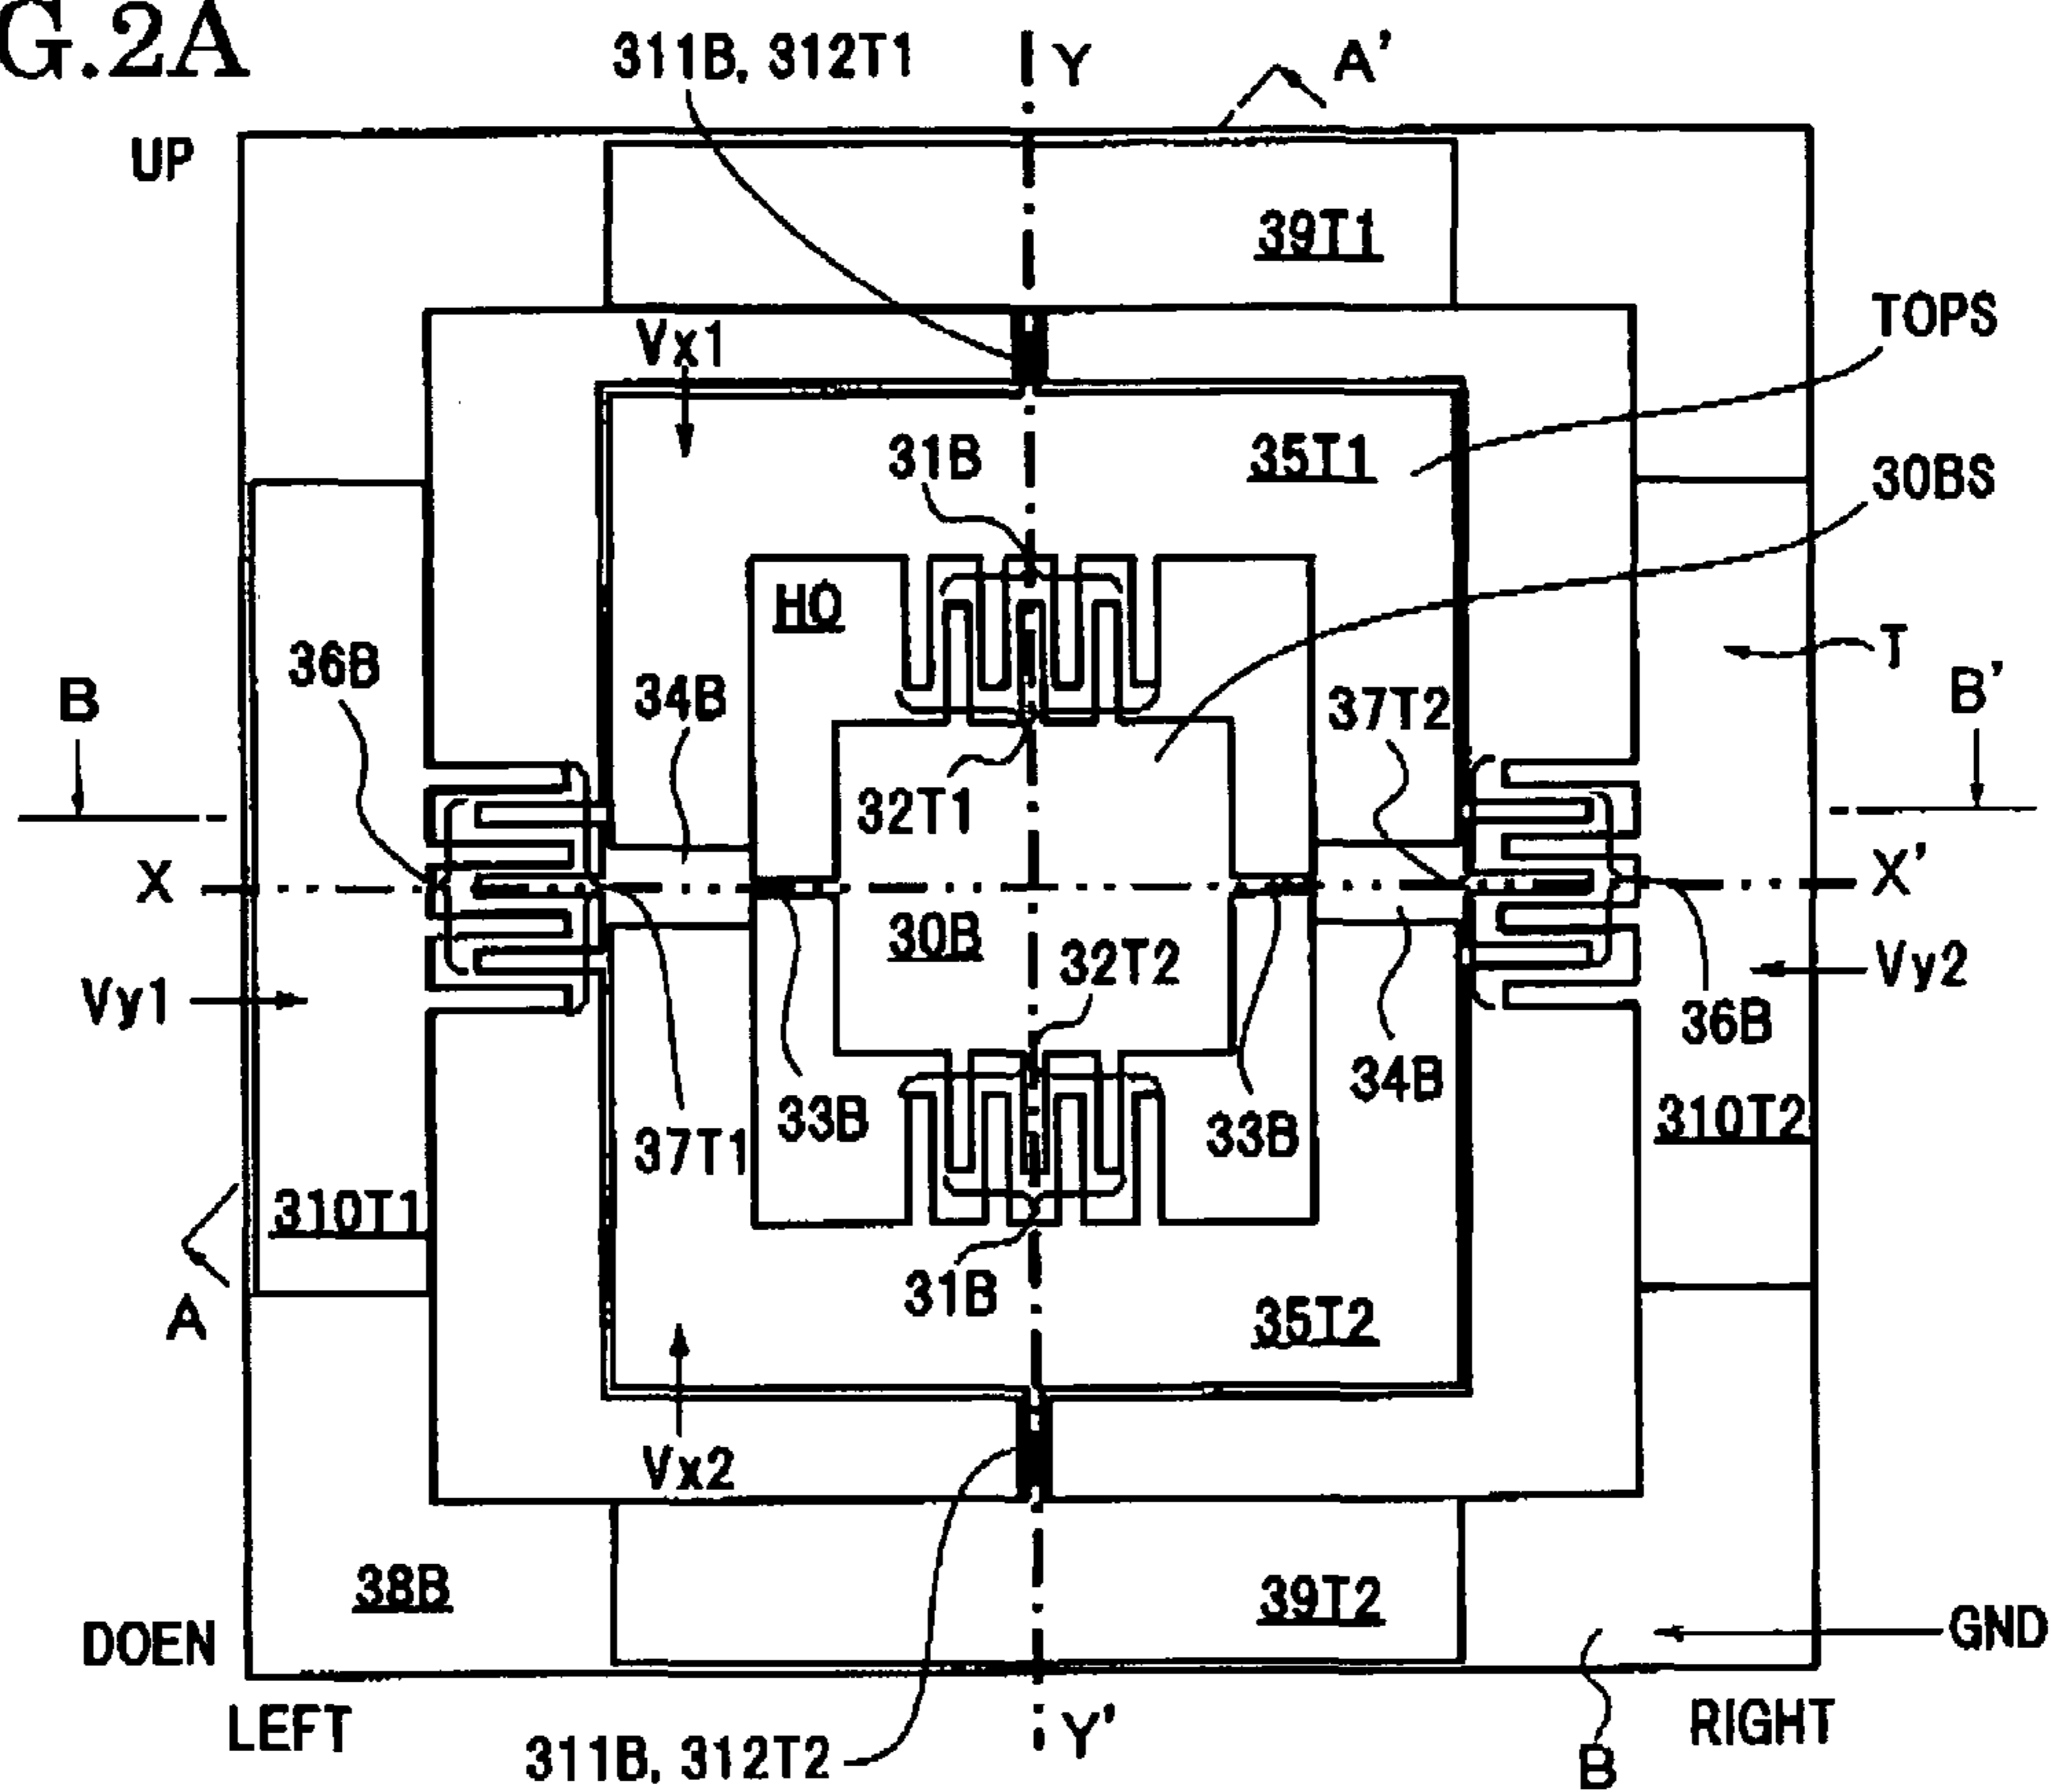 G.2A
311B, 312T1
Y
A'
UP
39T1
TOPS
Vx1
31B
35T1
30BS
HO
T
36B
34B
37T2
B
B'
32T1
X
X'
30B
32T2
Vy1
Vy2
36B
34B
33B
33B
37T1
310T2
310T1
31B
A
35T2
Vx2
38B
39T2
DOEN
GND
LEFT
Y'
RIGHT
311B, 312T2
B